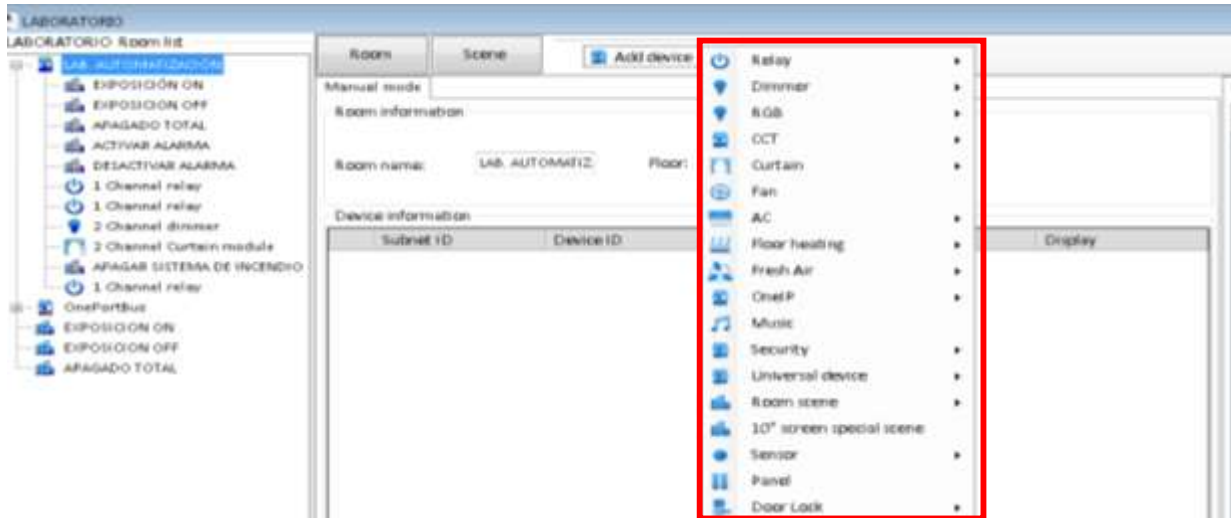 LABORATORIO
LABORATORIO Room list
LAB. AUTOMATIZACIÓN
EXPOSICIÓN ON
EXPOSICION OFF
APAGADO TOTAL
ACTIVAR ALARMA
DESACTIVAR ALARMA
1 Channel relay
1 Channel relay
2 Channel dimmer
2 Channel Curtain module
APAGAR SISTEMA DE INCENDIO
1 Channel relay
OnePortBus
EXPOSICION ON
EXPOSICION OFF
APAGADO TOTAL
Room Scene Add device
Manual mode
Room information
Room name: LAB. AUTOMATIZ. Floor:
Device information
Subnet ID Device ID Display
Relay
Dimmer
RGB
CCT
Curtain
Fan
AC
Floor heating
Fresh Air
OneIP
Music
Security
Universal device
Room scene
10" screen special scene
Sensor
Panel
Door Lock